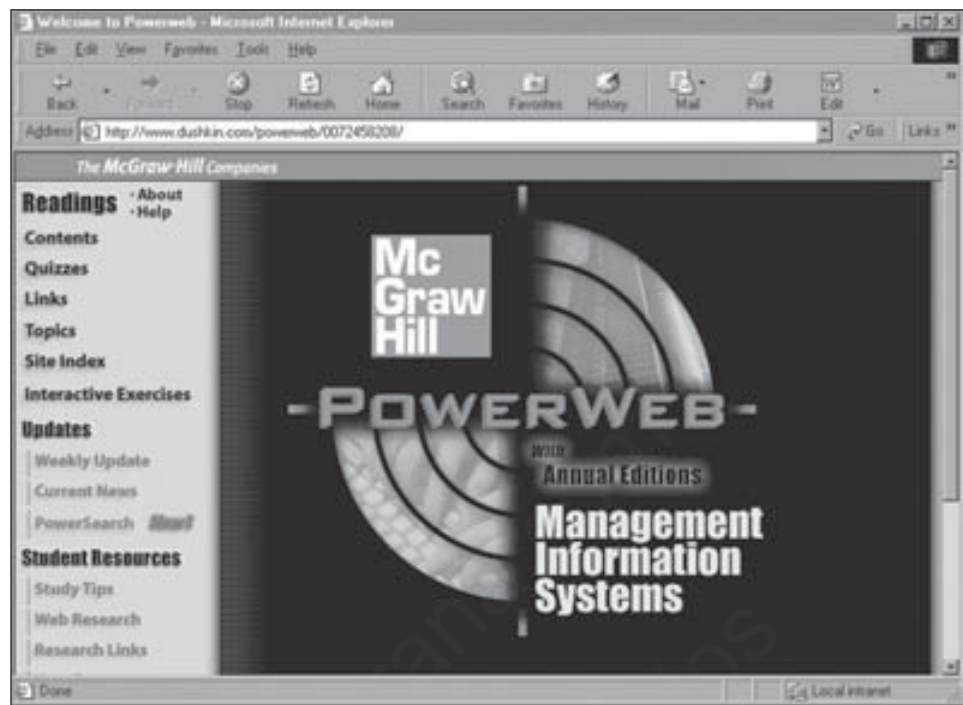 Welcome to Powerweb - Microsoft Internet Explorer
File Edit View Favorites Tools Help
Back Forward Stop Refresh Home Search Favorites History Mail Print Edit
Address http://www.dushkin.com/powerweb/0072458208/ Go Links »
The McGraw-Hill Companies
Readings · About
· Help
Contents
Quizzes
Links
Topics
Site Index
Interactive Exercises
Updates
Weekly Update
Current News
PowerSearch New!
Student Resources
Study Tips
Web Research
Research Links
Mc
Graw
Hill
-POWERWEB-
WITH
Annual Editions
Management
Information
Systems
Done Local intranet